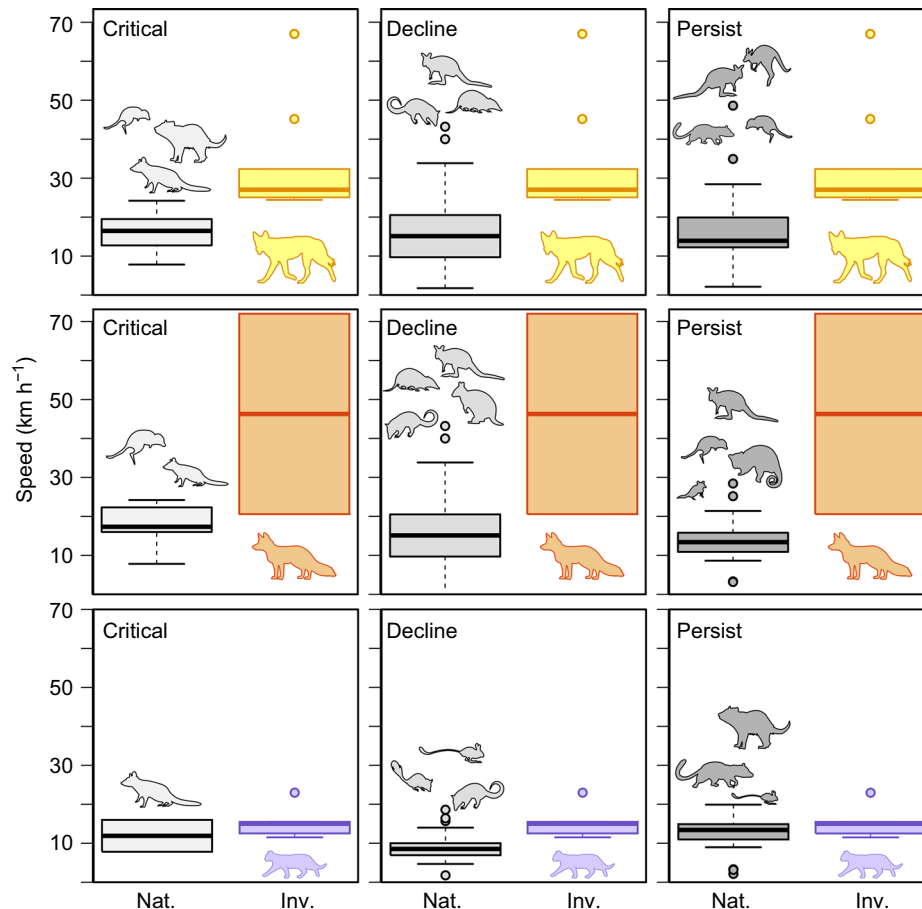 Critical Decline Persist
70
50
30
10
Critical Decline Persist
70
50
30
10
Speed (km h⁻¹)
Critical Decline Persist
70
50
30
10
Nat. Inv. Nat. Inv. Nat. Inv.